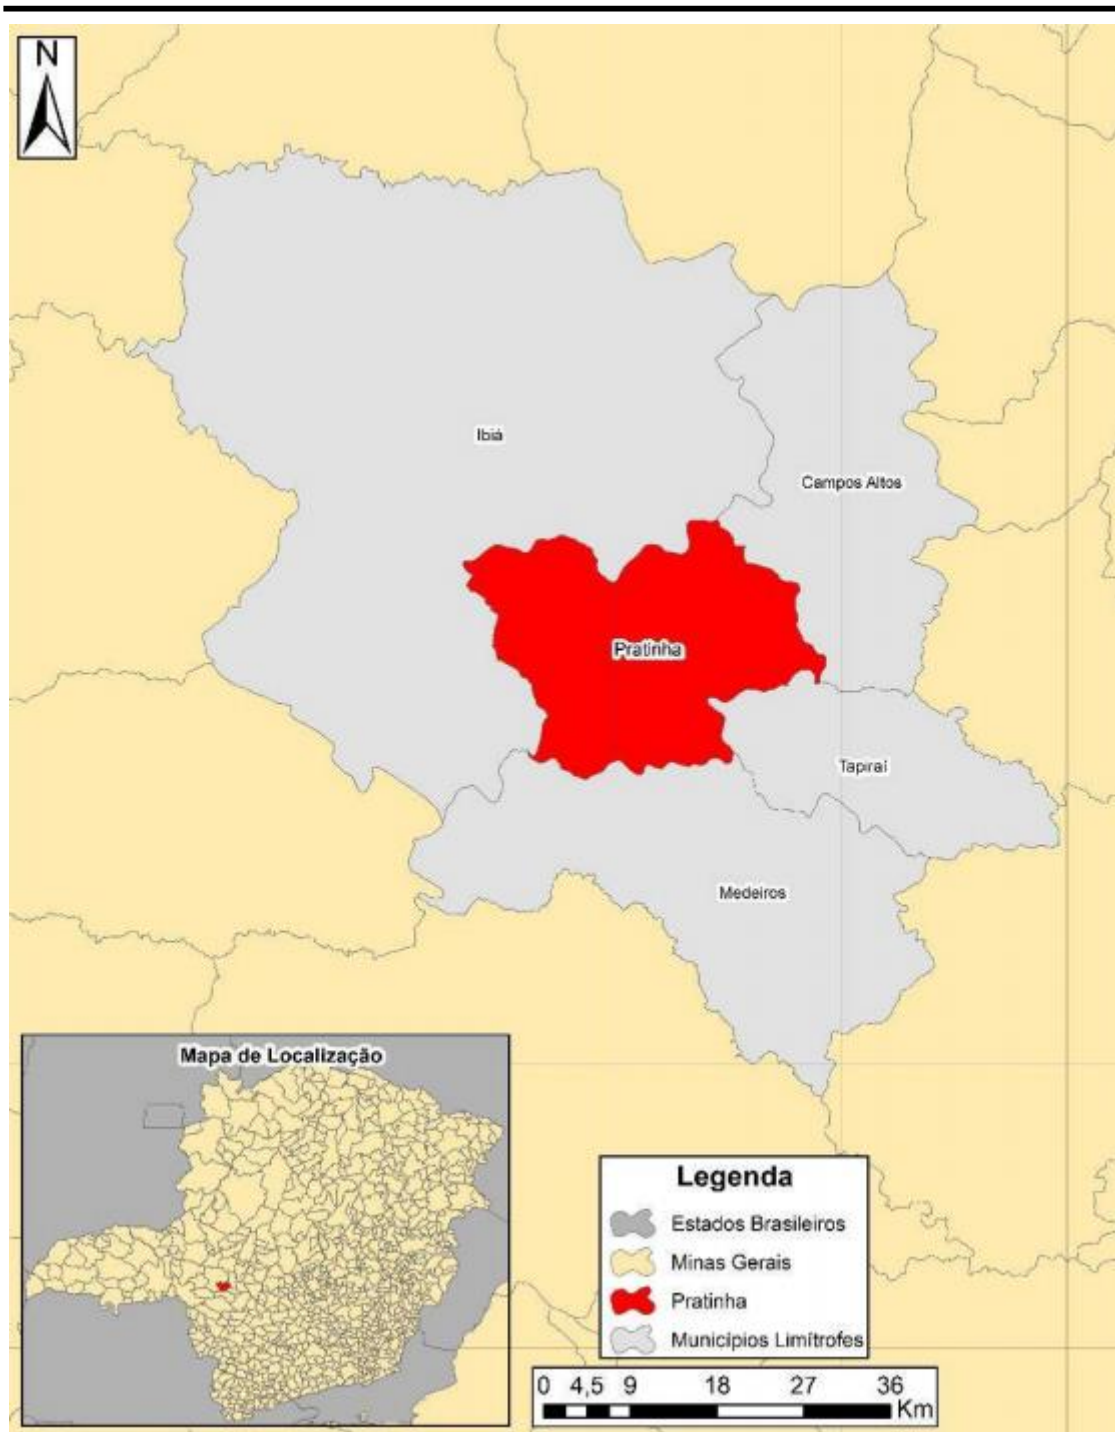 N
Ibiá
Campos Altos
Pratinha
Tapiraí
Medeiros
Mapa de Localização
Legenda
Estados Brasileiros
Minas Gerais
Pratinha
Municípios Limítrofes
0 4,5 9 18 27 36
Km